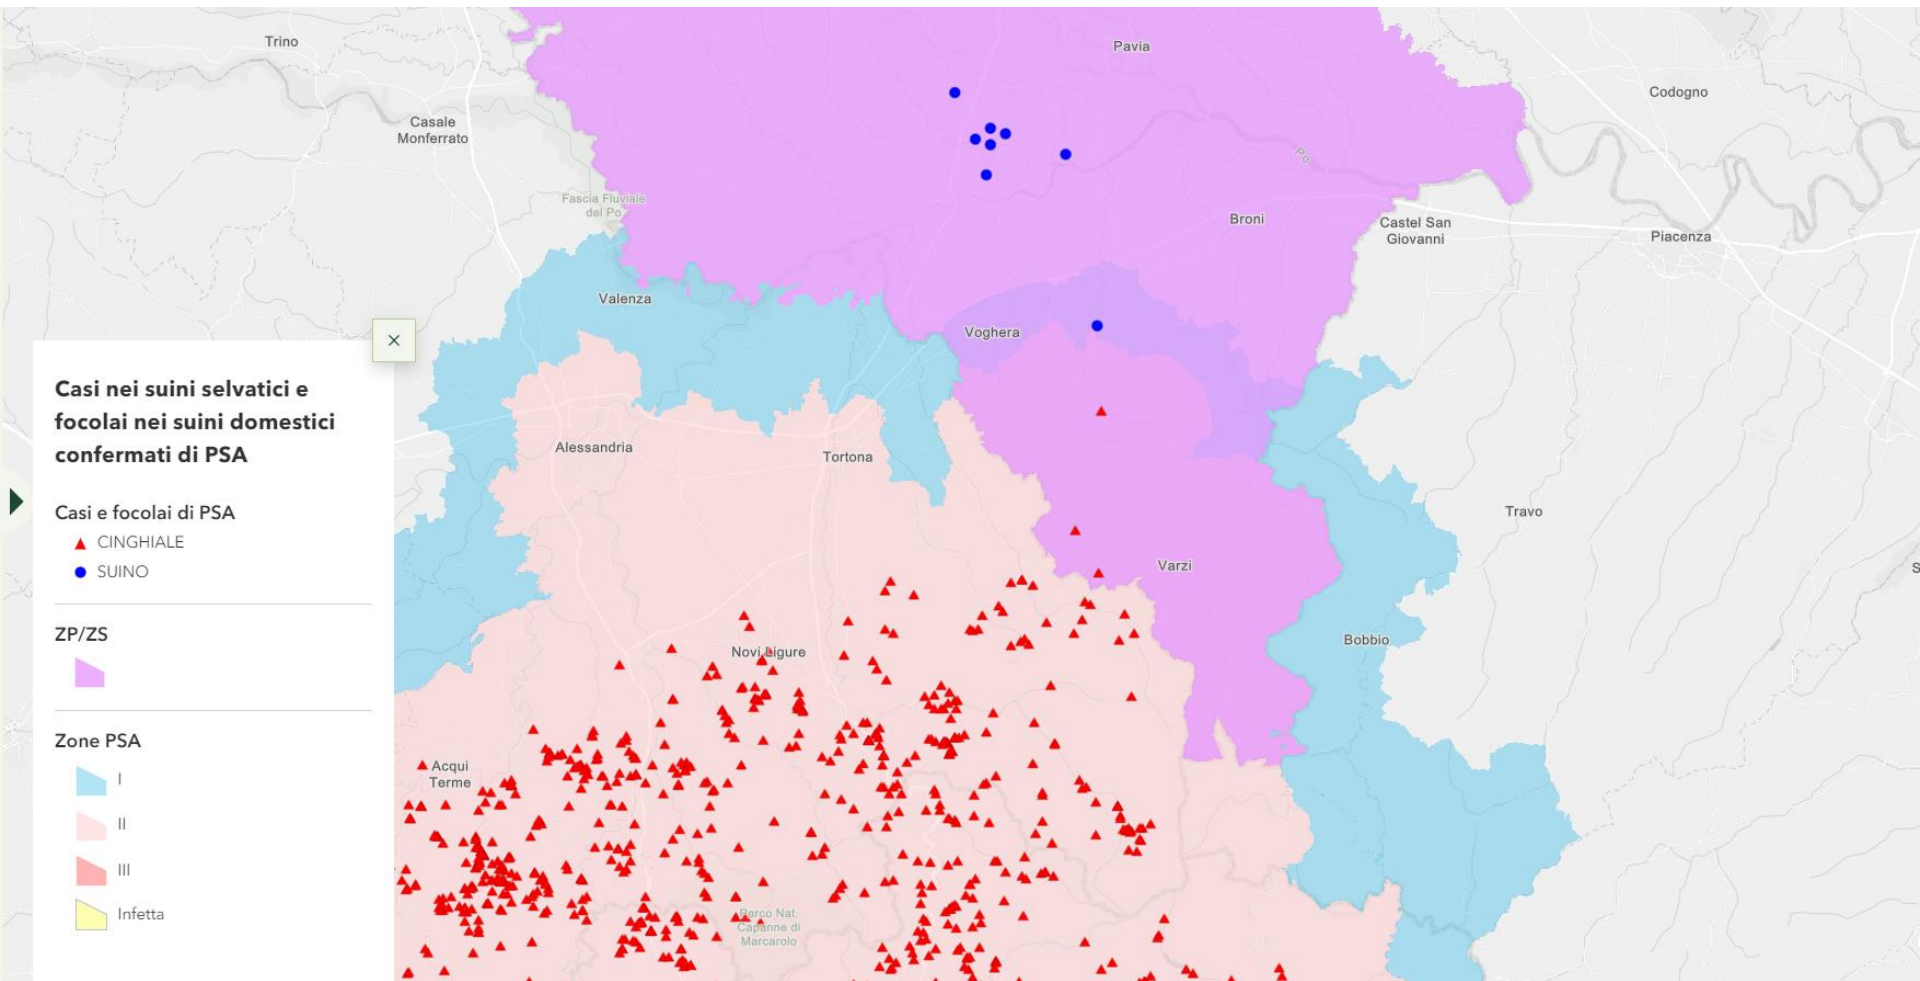 Trino
Pavia
Codogno
Casale
Monferrato
Po
Fascia Fluviale
del Po
Broni
Castel San
Giovanni
Piacenza
Valenza
Voghera
×
Casi nei suini selvatici e
focolai nei suini domestici
confermati di PSA
Casi e focolai di PSA
CINGHIALE
SUINO
ZP/ZS
Zone PSA
I
II
III
Infetta
Alessandria
Tortona
Travo
Varzi
S
Bobbio
Novi Ligure
Acqui
Terme
Parco Nat.
Capanne di
Marcarolo